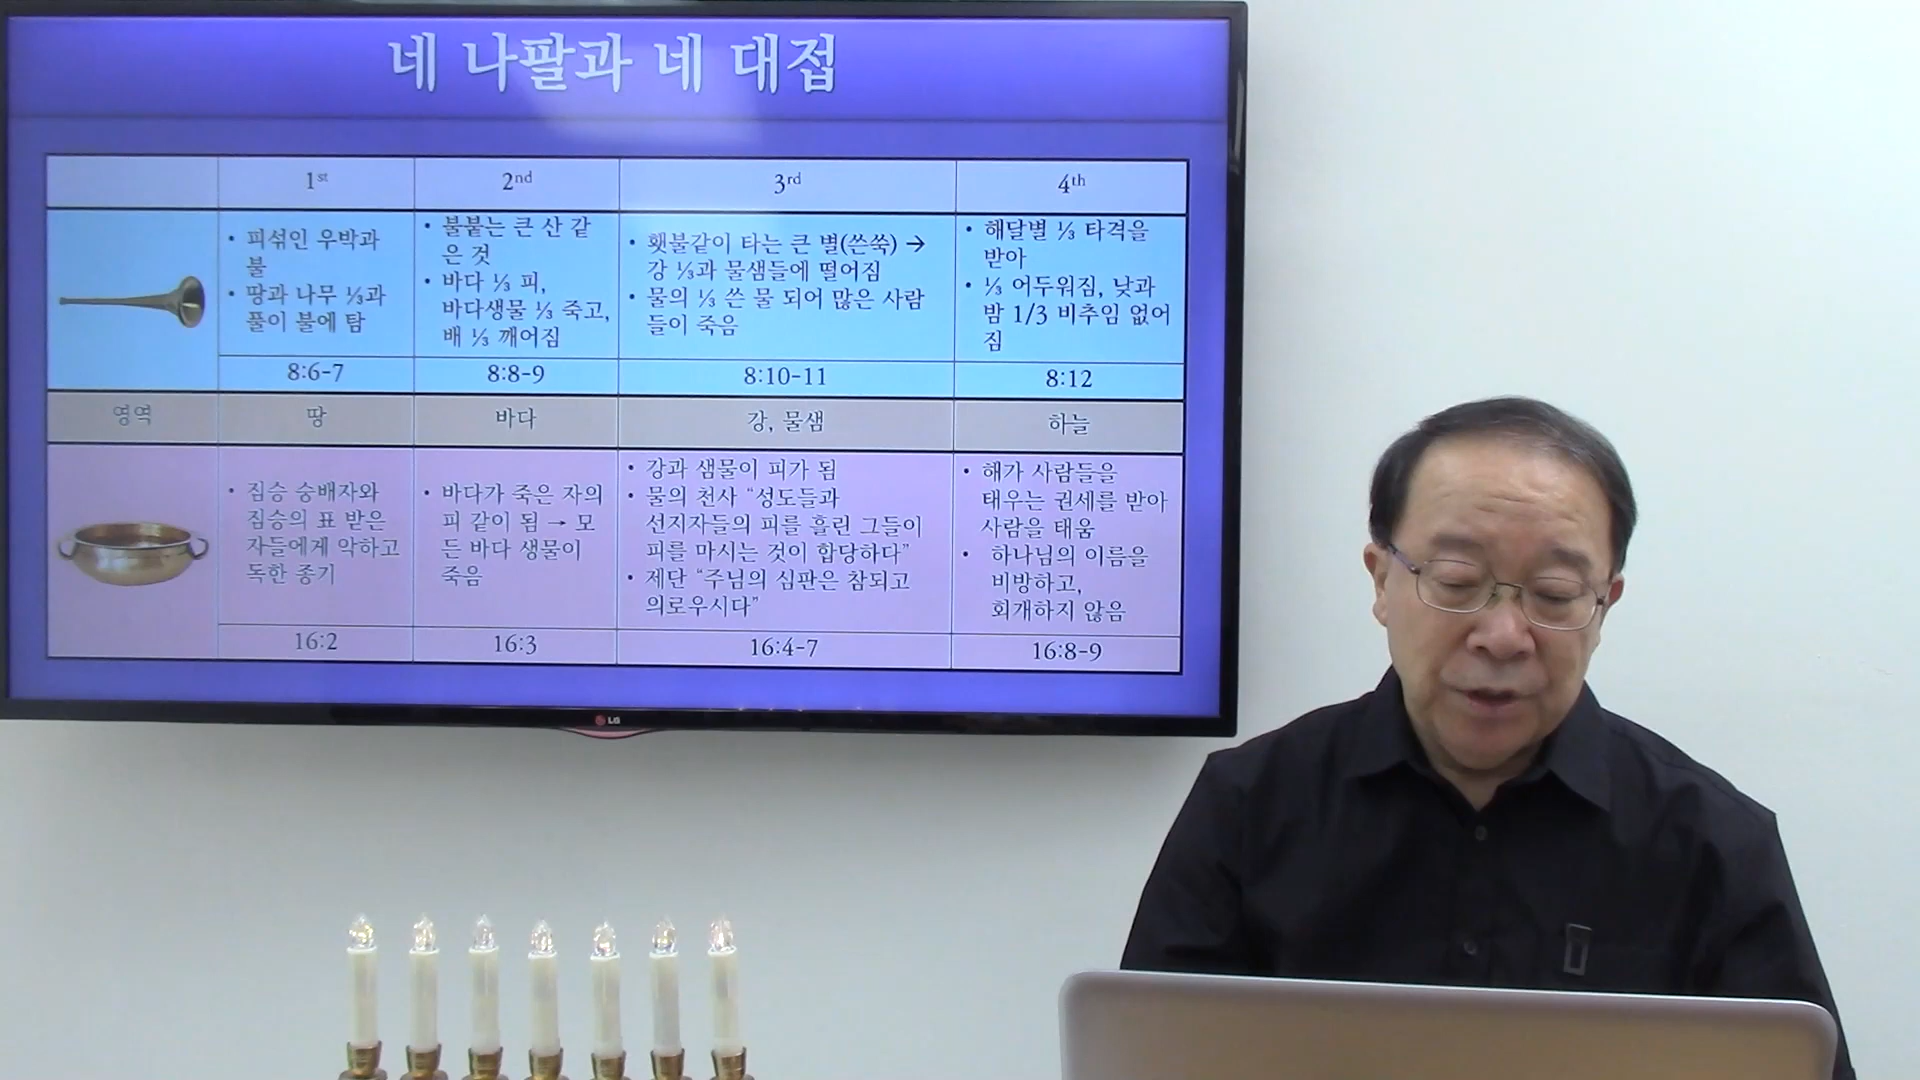 네 나팔과 네 대접
1st
2nd
3rd
4th
• 피섞인 우박과
불
• 땅과 나무 ⅓과
풀이 불에 탐
• 불붙는 큰 산 같
은 것
• 바다 ⅓ 피,
바다생물 ⅓ 죽고,
배 ⅓ 깨어짐
• 횃불같이 타는 큰 별(쓴쑥) →
강 ⅓과 물샘들에 떨어짐
• 물의 ⅓ 쓴 물 되어 많은 사람
들이 죽음
• 해달별 ⅓ 타격을
받아
• ⅓ 어두워짐, 낮과
밤 1/3 비추임 없어
짐
8:6-7
8:8-9
8:10-11
8:12
영역
땅
바다
강, 물샘
하늘
• 짐승 숭배자와
짐승의 표 받은
자들에게 악하고
독한 종기
• 바다가 죽은 자의
피 같이 됨 → 모
든 바다 생물이
죽음
• 강과 샘물이 피가 됨
• 물의 천사 “성도들과
선지자들의 피를 흘린 그들이
피를 마시는 것이 합당하다”
• 제단 “주님의 심판은 참되고
의로우시다”
• 해가 사람들을
태우는 권세를 받아
사람을 태움
• 하나님의 이름을
비방하고,
회개하지 않음
16:2
16:3
16:4-7
16:8-9
LG